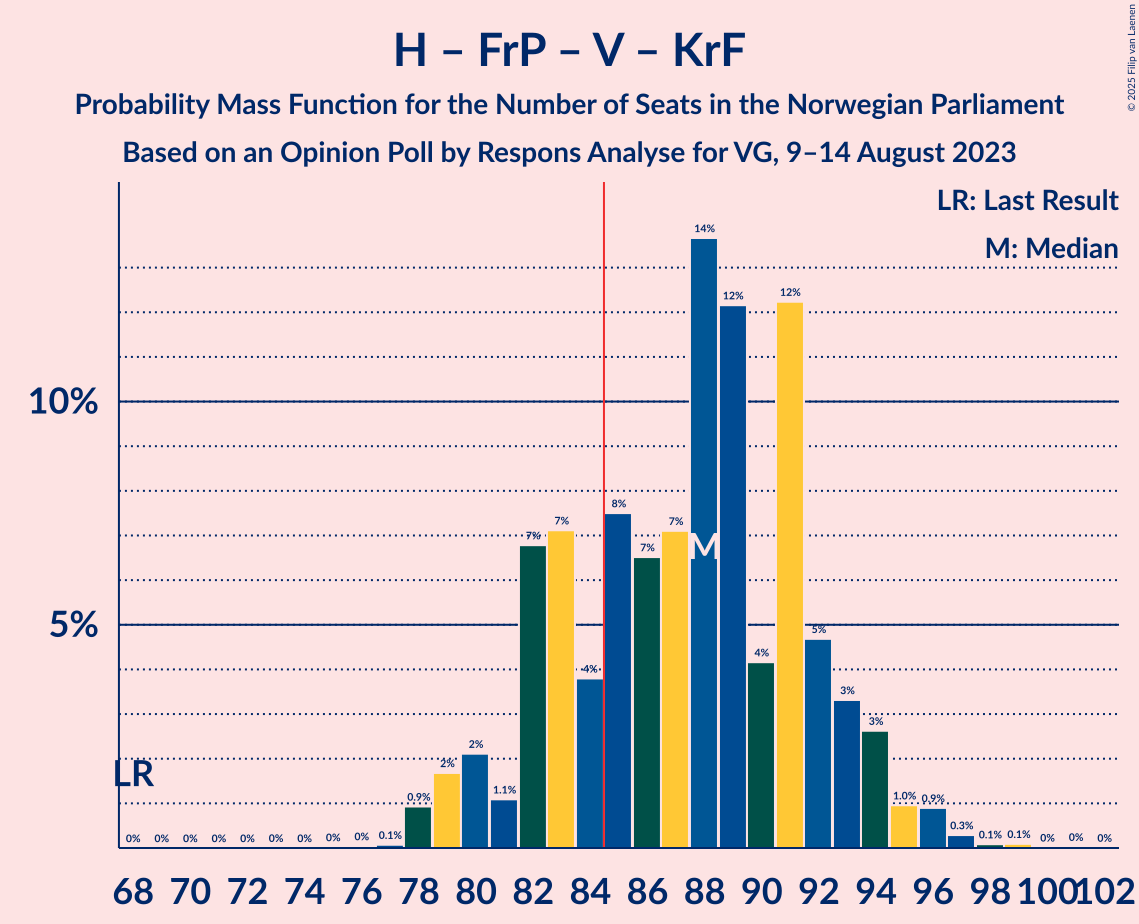 H – FrP – V – KrF
Probability Mass Function for the Number of Seats in the Norwegian Parliament
Based on an Opinion Poll by Respons Analyse for VG, 9–14 August 2023
© 2025 Filip van Laenen
LR: Last Result
M: Median
10%
5%
LR
M
0% 0% 0% 0% 0% 0% 0% 0% 0% 0.1% 0.9% 2% 2% 1.1% 7% 7% 4% 8% 7% 7% 14% 12% 4% 12% 5% 3% 3% 1.0% 0.9% 0.3% 0.1% 0.1% 0% 0% 0%
68 70 72 74 76 78 80 82 84 86 88 90 92 94 96 98 100 102